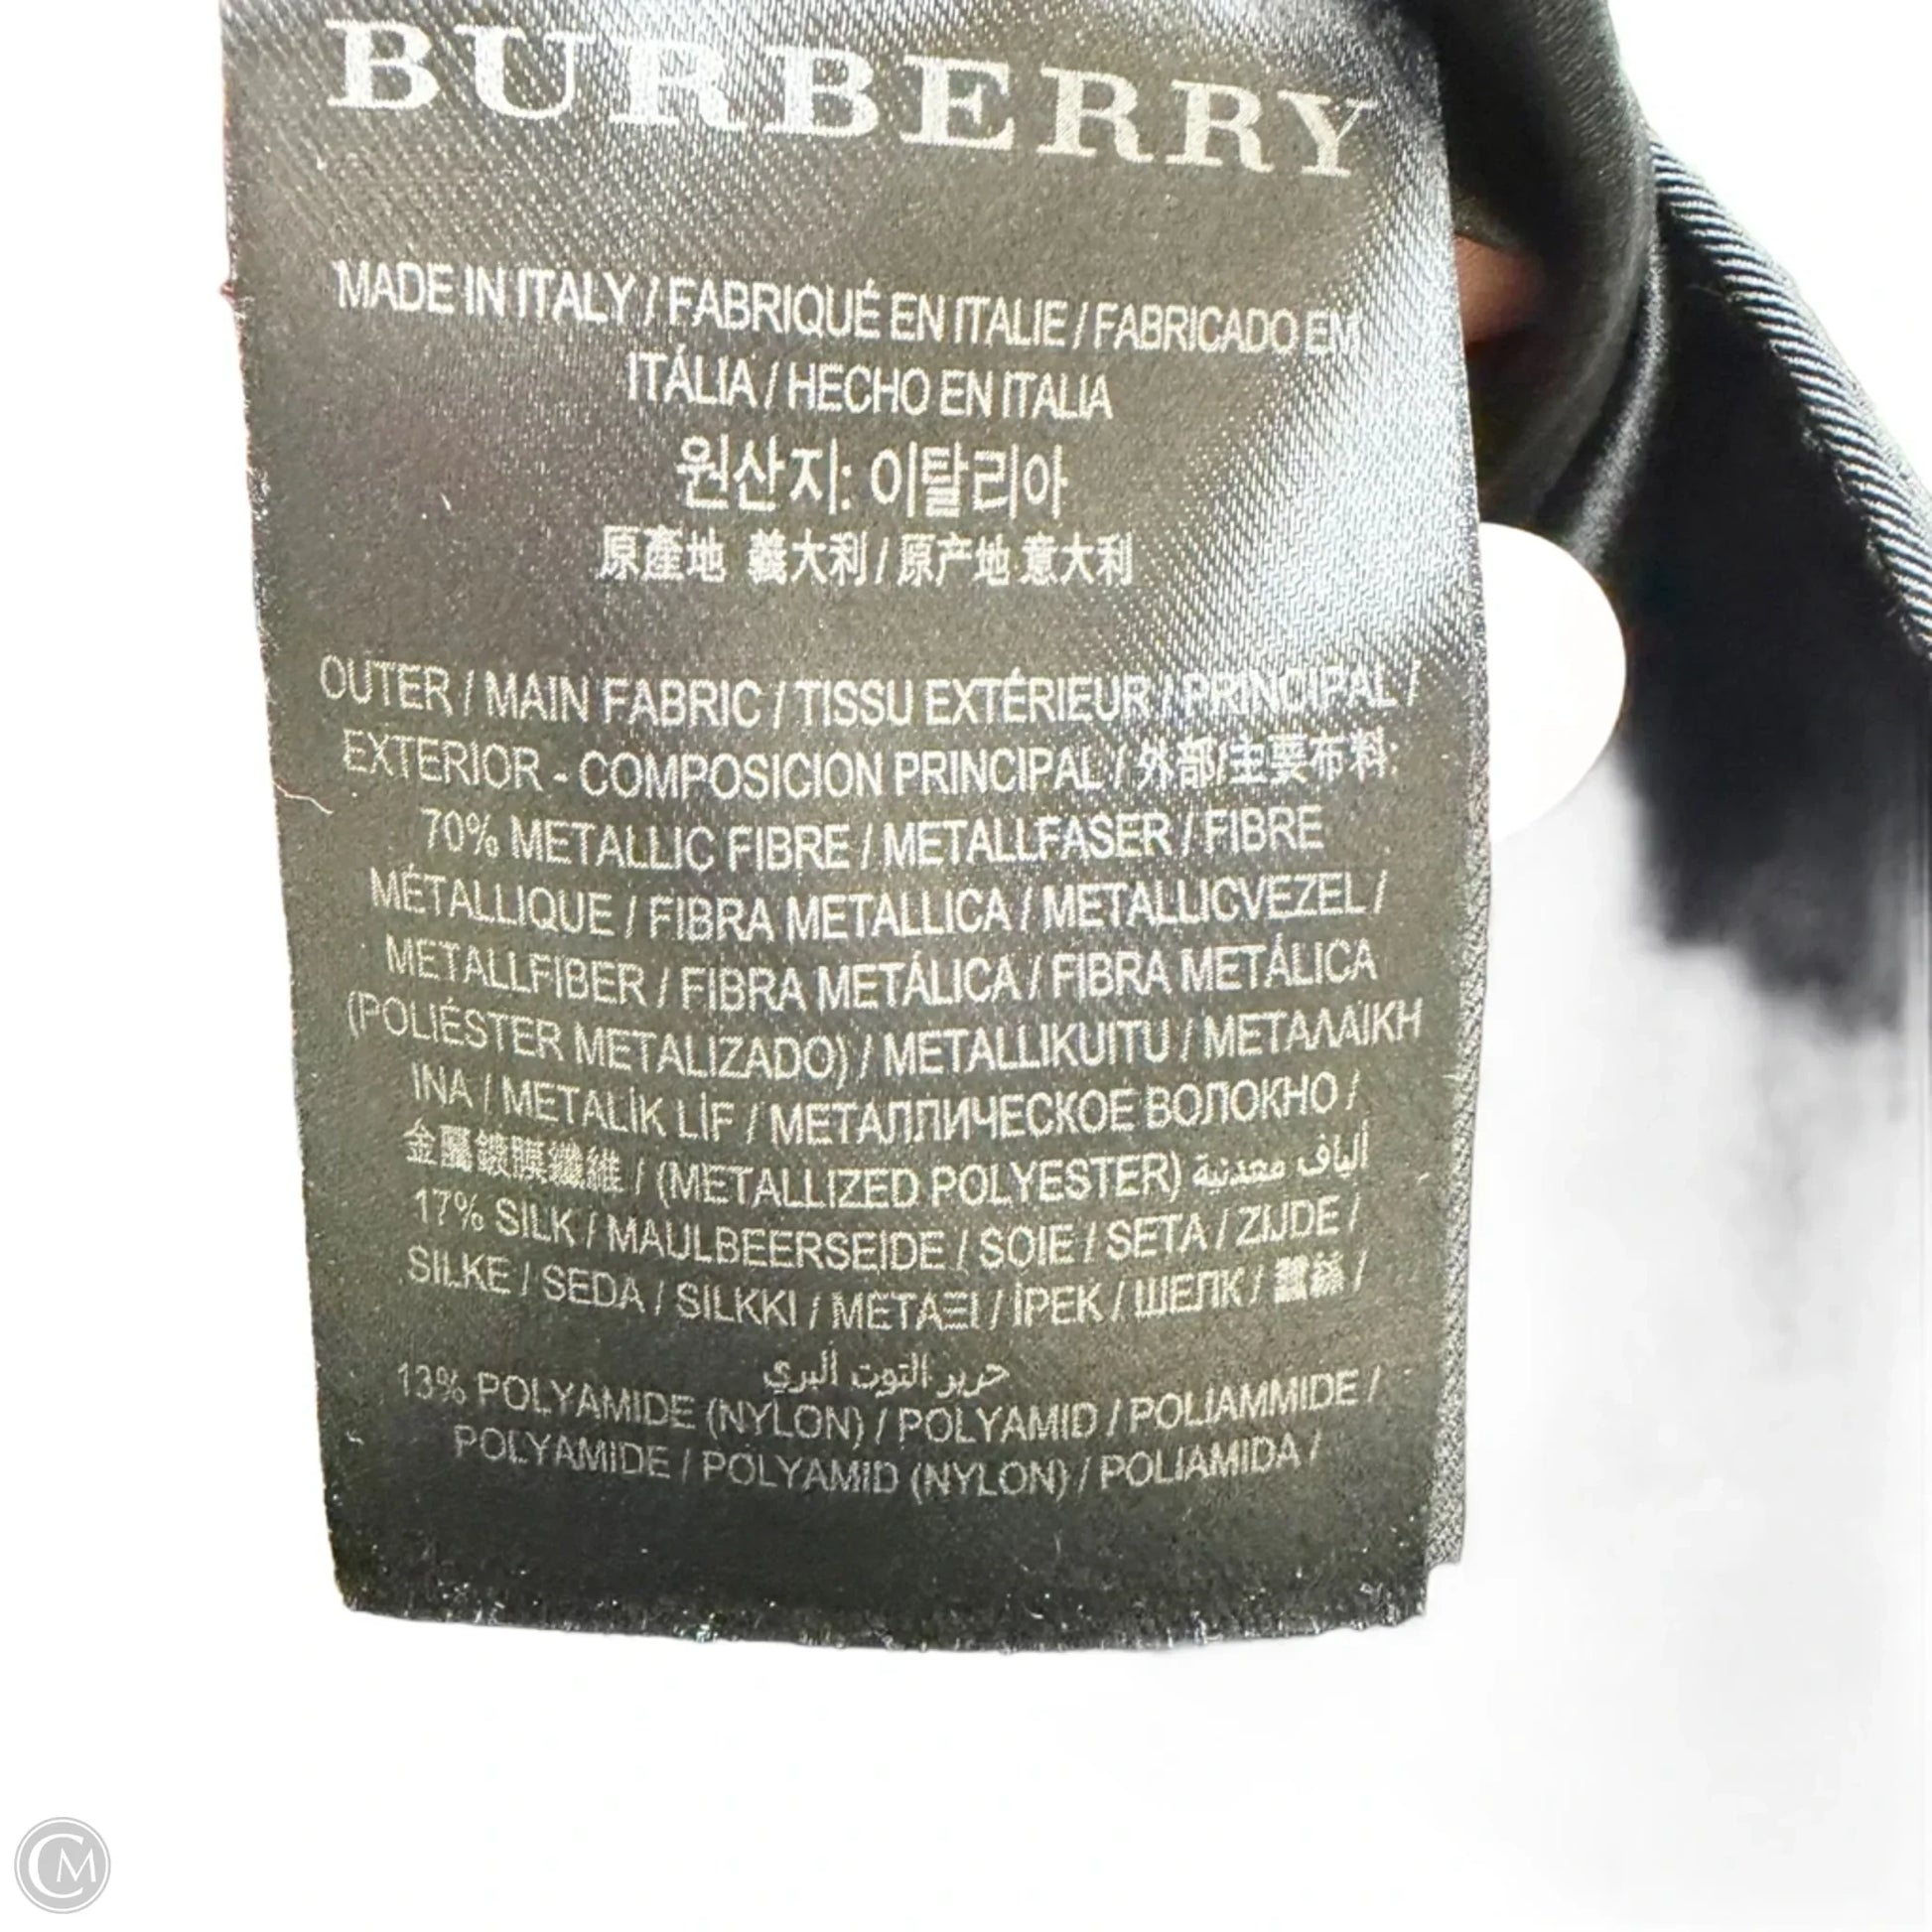 BURBERRY
MADE IN ITALY / FABRIQUÉ EN ITALIE / FABRICADO EM
ITÁLIA / HECHO EN ITALIA
원산지: 이탈리아
原產地 義大利 / 原产地 意大利
OUTER / MAIN FABRIC / TISSU EXTÉRIEUR / PRINCIPAL /
EXTERIOR - COMPOSICION PRINCIPAL / 外部/主要布料:
70% METALLIC FIBRE / METALLFASER / FIBRE
MÉTALLIQUE / FIBRA METALLICA / METALLICVEZEL /
METALLFIBER / FIBRA METÁLICA / FIBRA METÁLICA
(POLIÉSTER METALIZADO) / METALLIKUITU / ΜΕΤΑΛΛΙΚΗ
ΙΝΑ / METALİK LİF / МЕТАЛЛИЧЕСКОЕ ВОЛОКНО /
金屬鍍膜纖維 / (METALLIZED POLYESTER) ألياف معدنية
17% SILK / MAULBEERSEIDE / SOIE / SETA / ZIJDE /
SILKE / SEDA / SILKKI / ΜΕΤΑΞΙ / İPEK / ШЕЛК / 蠶絲 /
حرير التوت البري
13% POLYAMIDE (NYLON) / POLYAMID / POLIAMMIDE /
POLYAMIDE / POLYAMID (NYLON) / POLIAMIDA /
CM